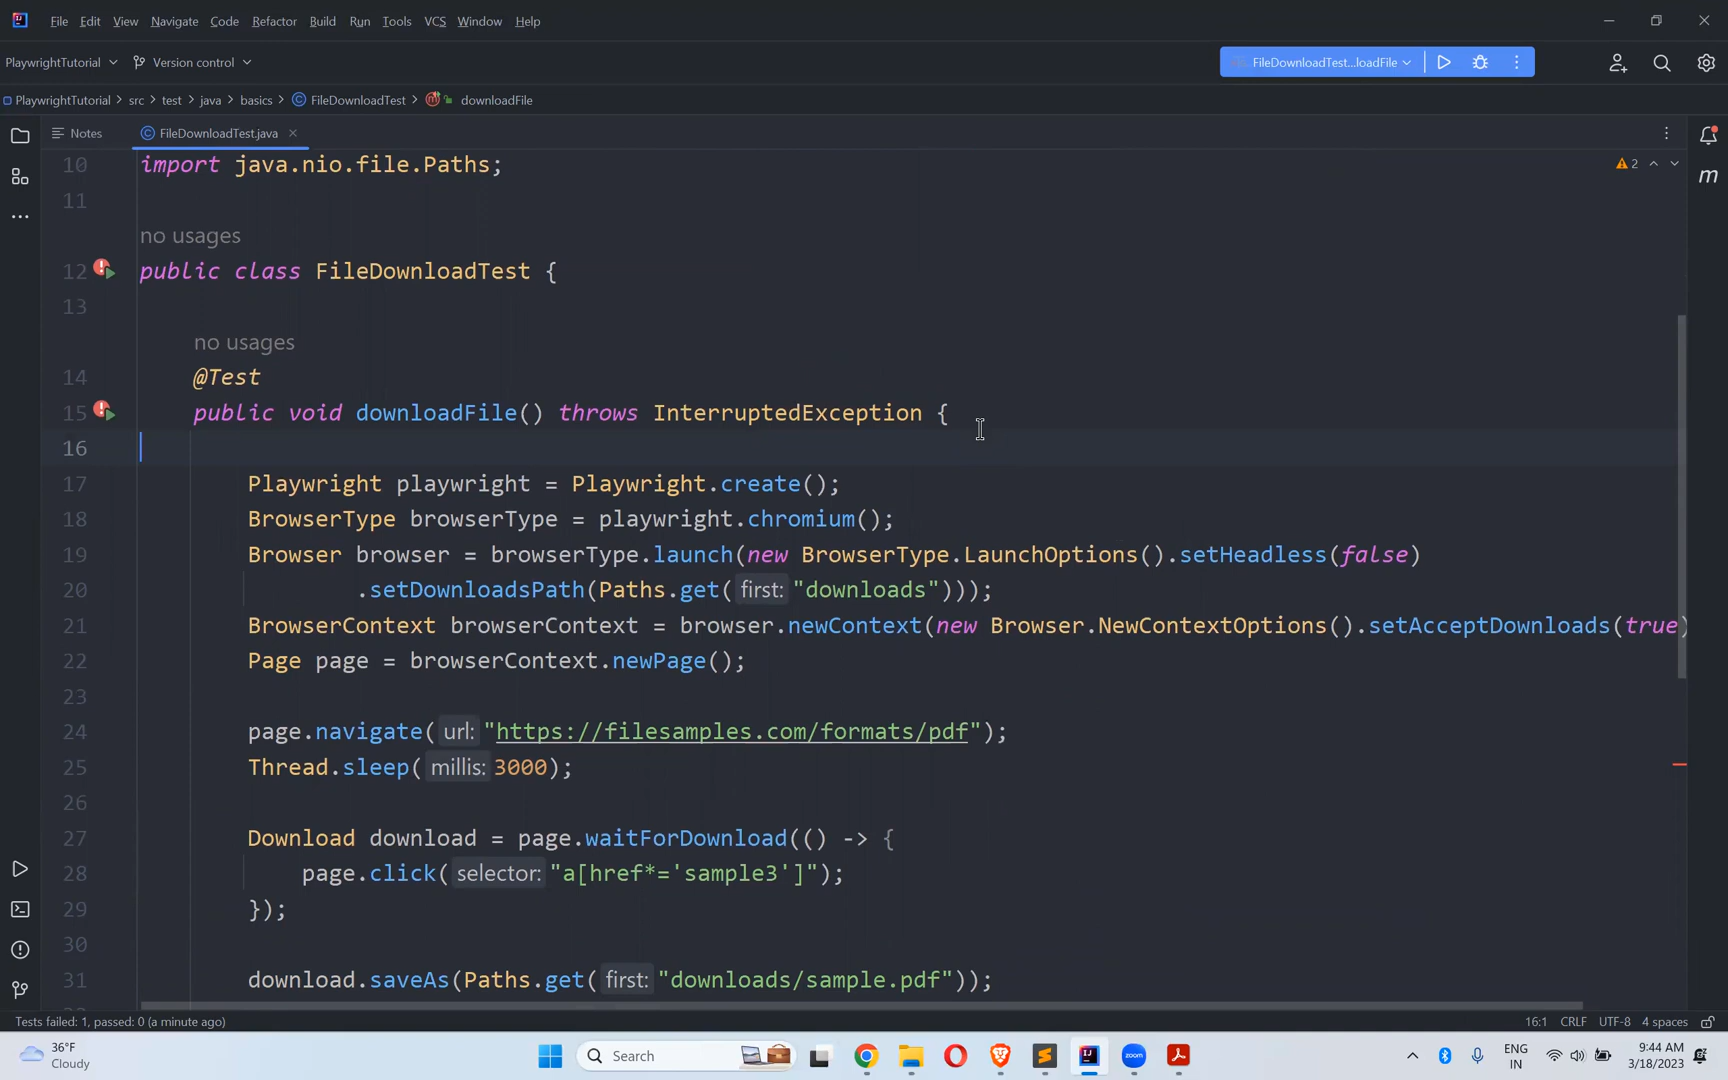 File Edit View Navigate Code Refactor Build Run Tools VCS Window Help
PlaywrightTutorial Version control FileDownloadTest...loadFile
PlaywrightTutorial src test java basics FileDownloadTest downloadFile
Notes FileDownloadTest.java
10 import java.nio.file.Paths; 2
11
no usages
12 public class FileDownloadTest {
13
no usages
14 @Test
15 public void downloadFile() throws InterruptedException {
16
17 Playwright playwright = Playwright.create();
18 BrowserType browserType = playwright.chromium();
19 Browser browser = browserType.launch(new BrowserType.LaunchOptions().setHeadless(false)
20 .setDownloadsPath(Paths.get( first: "downloads")));
21 BrowserContext browserContext = browser.newContext(new Browser.NewContextOptions().setAcceptDownloads(true)
22 Page page = browserContext.newPage();
23
24 page.navigate( url: "https://filesamples.com/formats/pdf");
25 Thread.sleep( millis: 3000);
26
27 Download download = page.waitForDownload(() -> {
28 page.click( selector: "a[href*='sample3']");
29 });
30
31 download.saveAs(Paths.get( first: "downloads/sample.pdf"));
Tests failed: 1, passed: 0 (a minute ago) 16:1 CRLF UTF-8 4 spaces
36°F
Cloudy
Search
zoom
ENG
IN
9:44 AM
3/18/2023